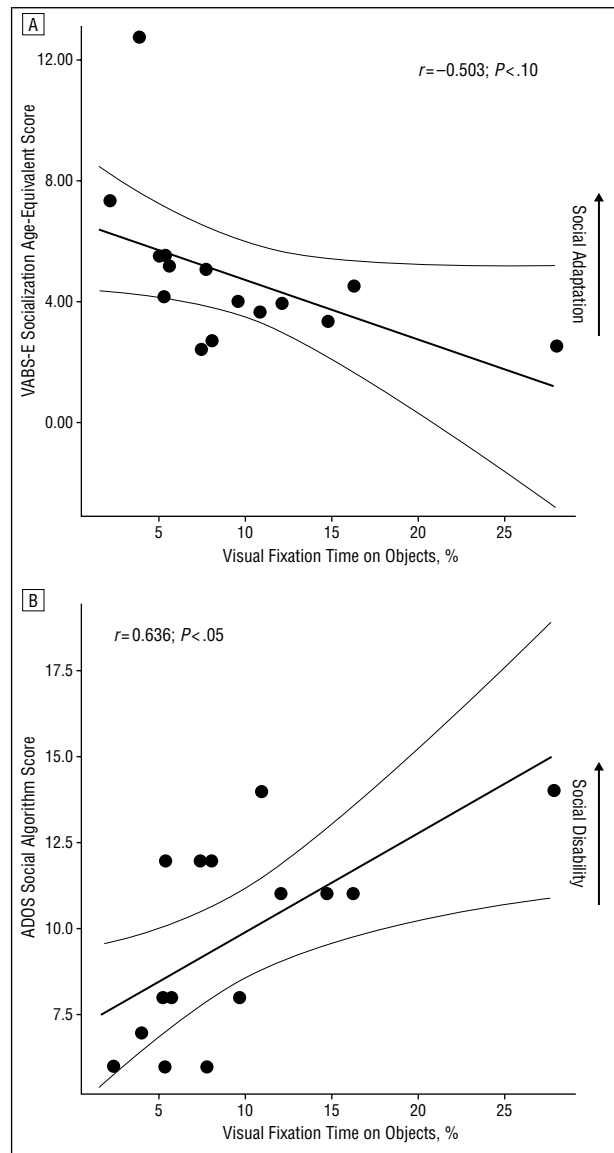 A
12.00
8.00
4.00
0.00
VABS-E Socialization Age-Equivalent Score
r=–0.503; P<.10
Social Adaptation
5
10
15
20
25
Visual Fixation Time on Objects, %
B
17.5
15.0
12.5
10.0
7.5
ADOS Social Algorithm Score
r=0.636; P<.05
Social Disability
5
10
15
20
25
Visual Fixation Time on Objects, %